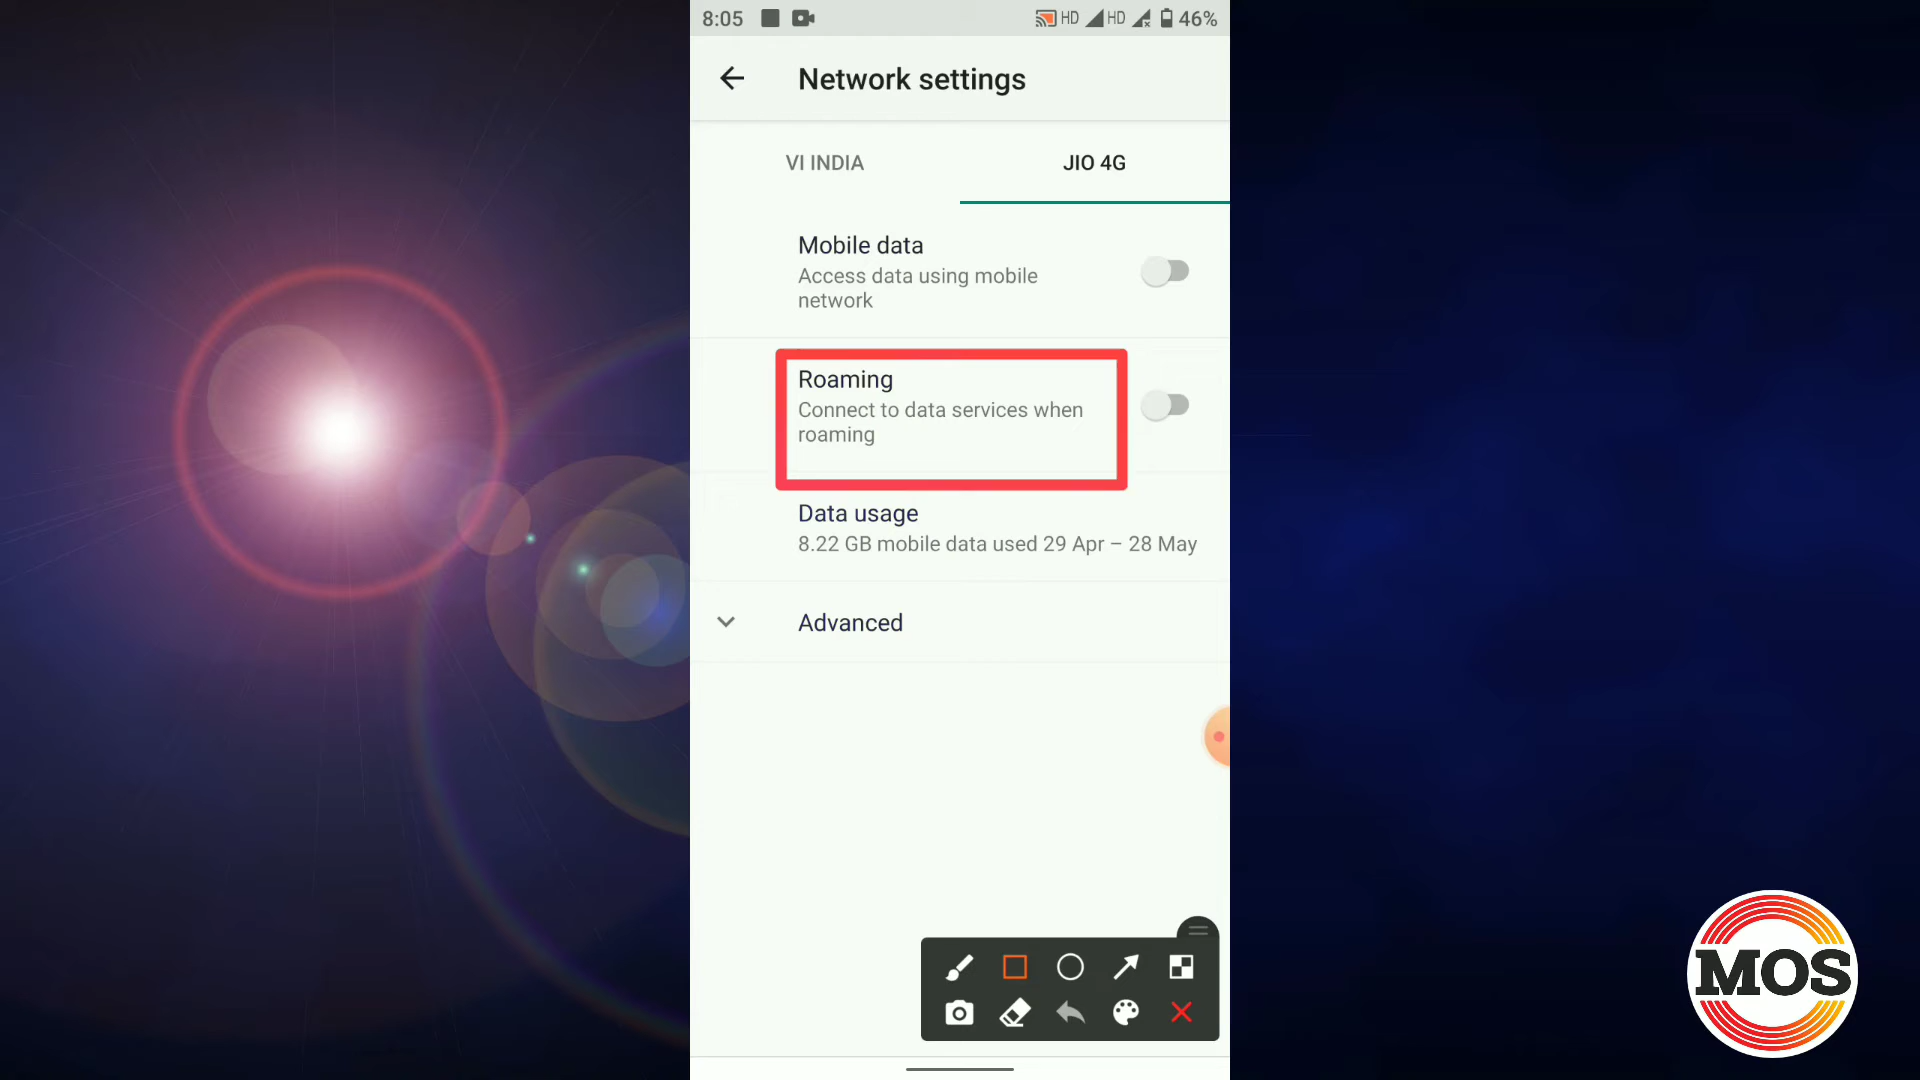 8:05 HD HD 46%
Network settings
VI INDIA JIO 4G
Mobile data
Access data using mobile
network
Roaming
Connect to data services when
roaming
Data usage
8.22 GB mobile data used 29 Apr – 28 May
Advanced
MOS